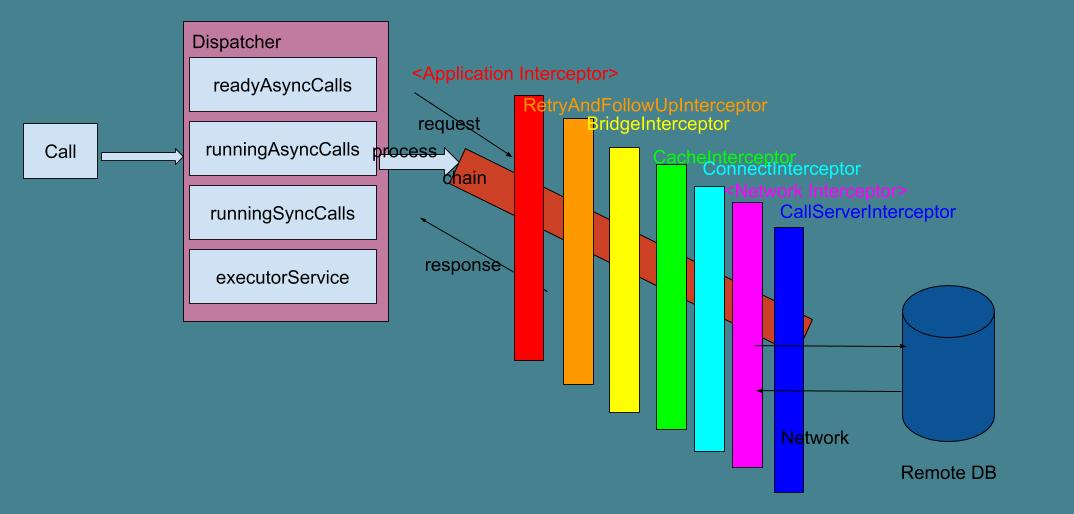 Call
Dispatcher
readyAsyncCalls
runningAsyncCalls
runningSyncCalls
executorService
process
<Application Interceptor>
request
chain
response
RetryAndFollowUpInterceptor
BridgeInterceptor
CacheInterceptor
ConnectInterceptor
<Network Interceptor>
CallServerInterceptor
Network
Remote DB